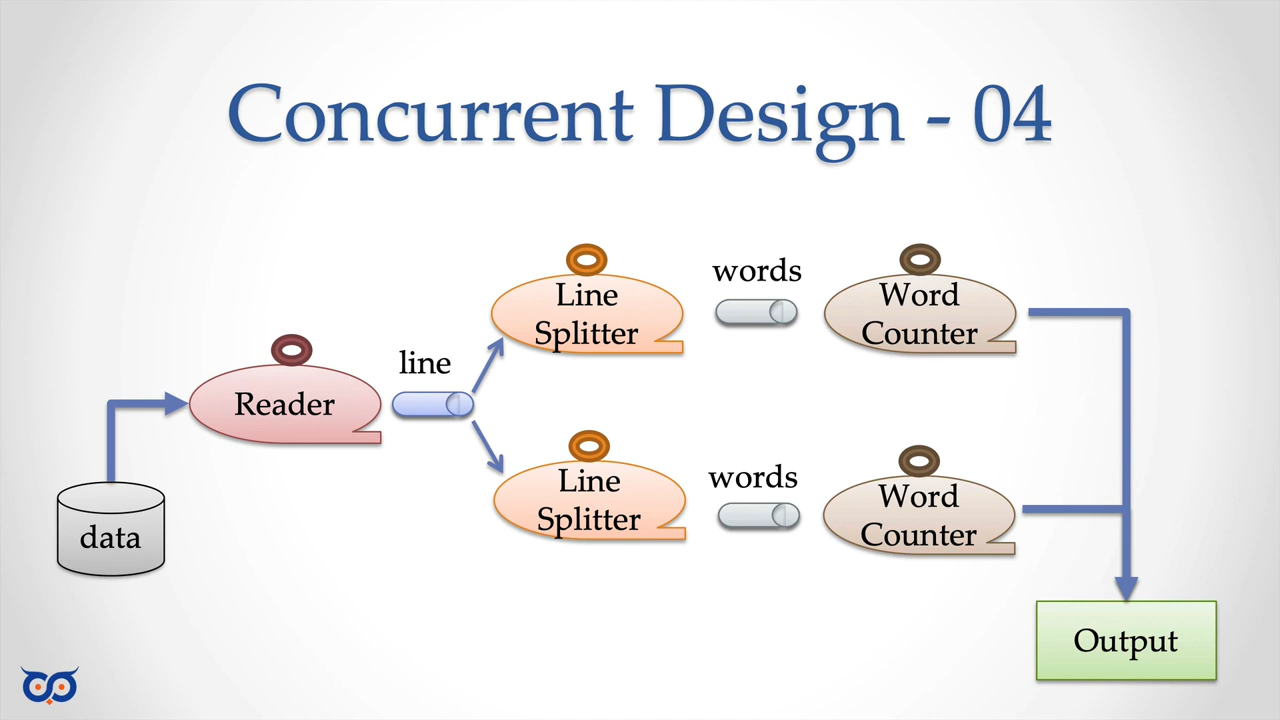 Concurrent Design - 04
data
Reader
line
Line
Splitter
words
Word
Counter
Line
Splitter
words
Word
Counter
Output